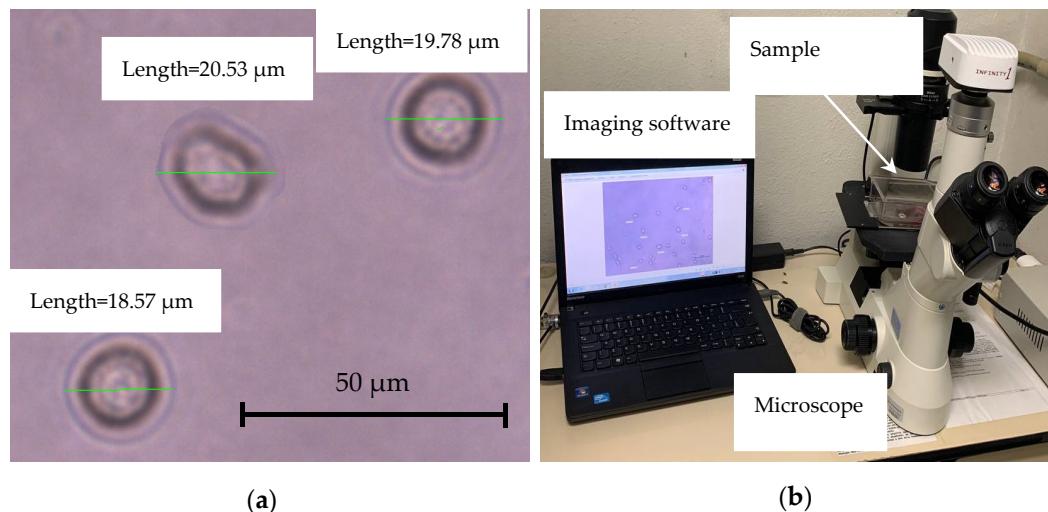 Length=19.78 µm
Length=20.53 µm
Length=18.57 µm
50 µm
(a)
Sample
INFINITY1
Imaging software
Microscope
(b)